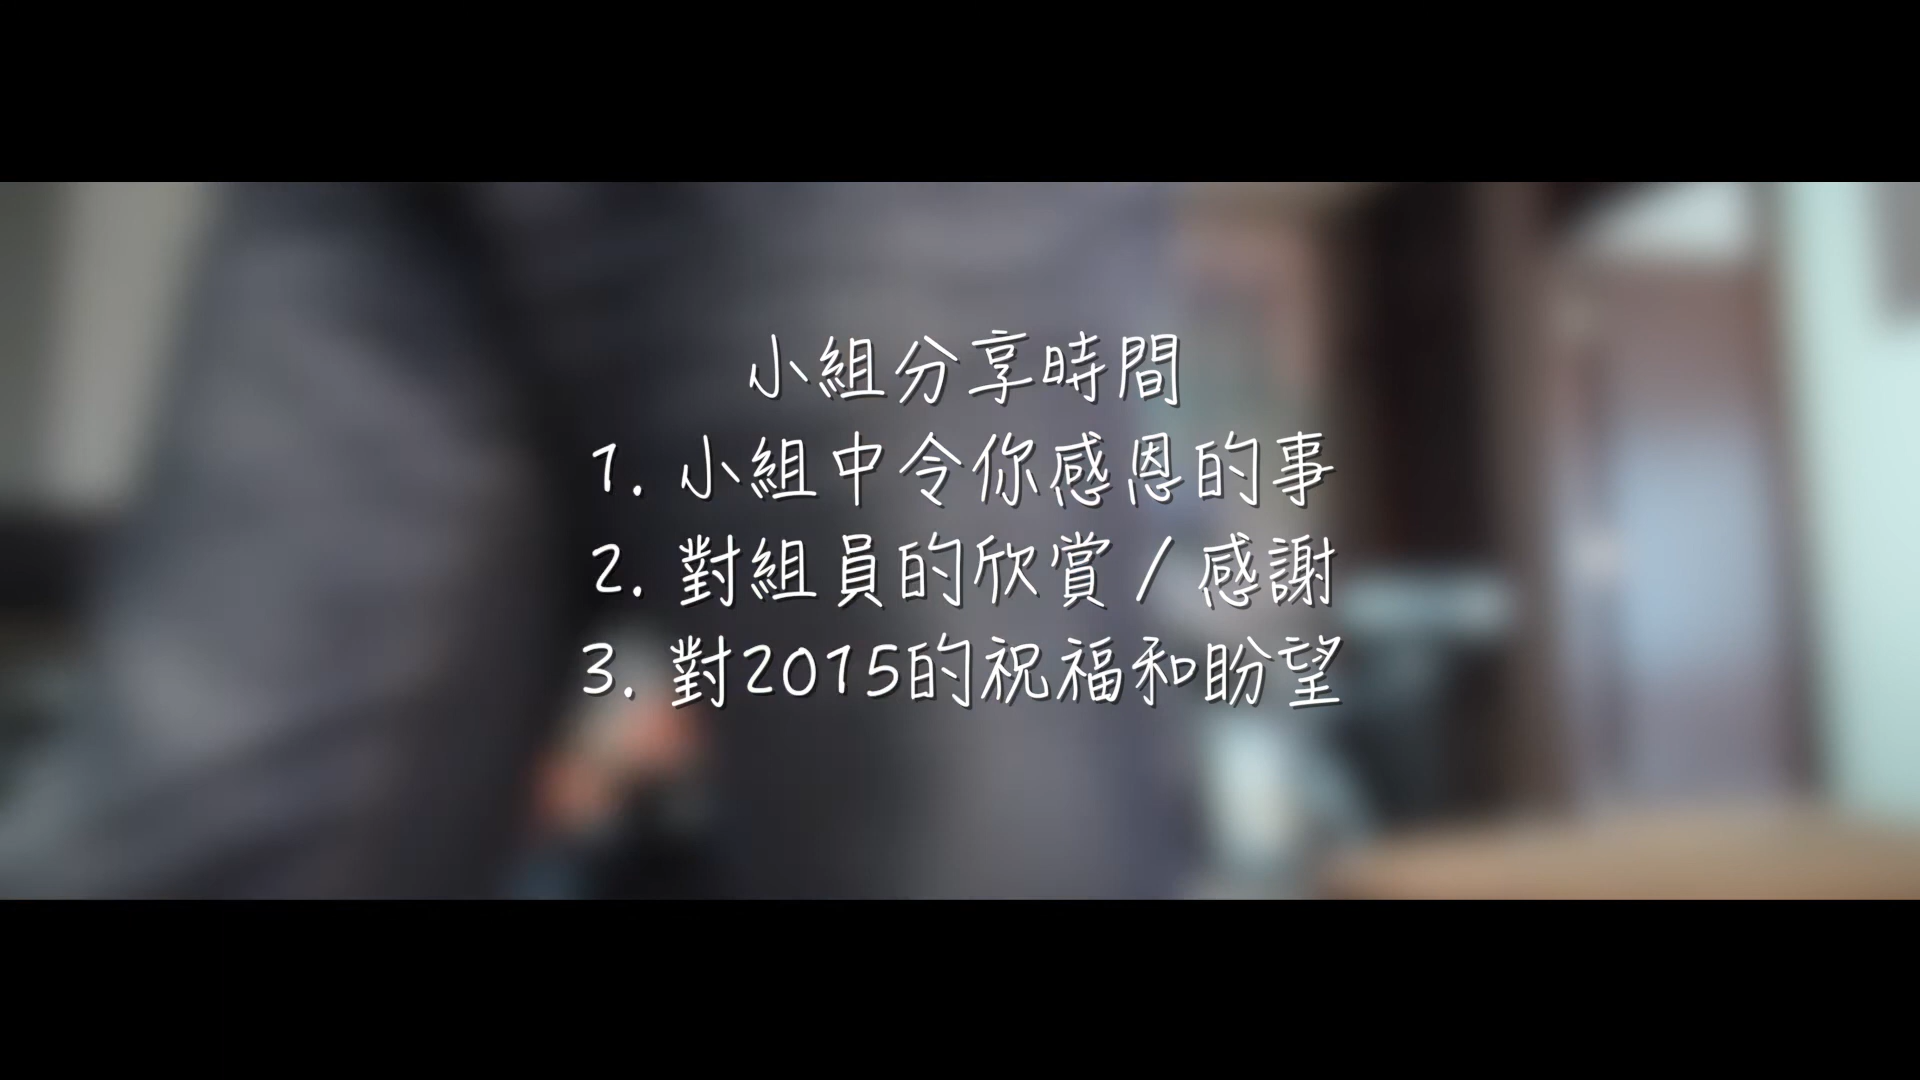 小組分享時間
1. 小組中令你感恩的事
2. 對組員的欣賞/感謝
3. 對2015的祝福和盼望